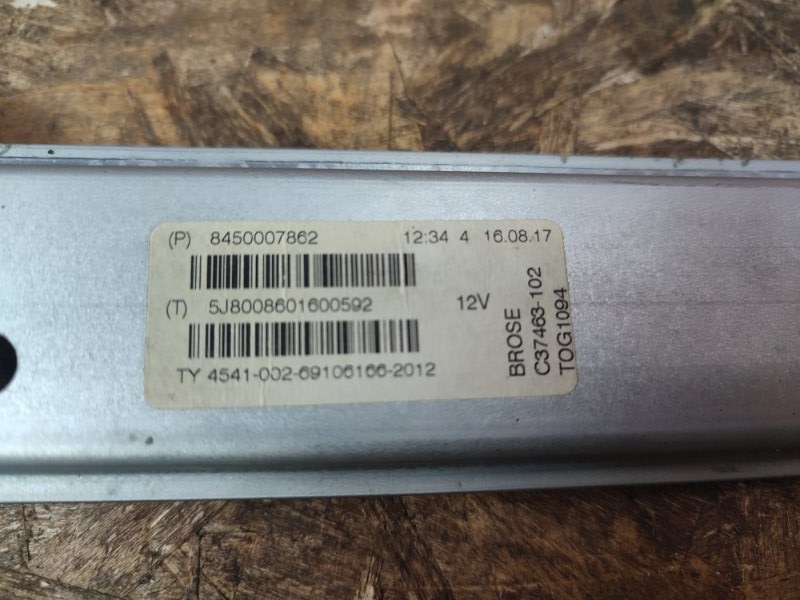 (P) 8450007862 12:34 4 16.08.17
(T) 5J8008601600592 12V
TY 4541-002-69106166-2012
BROSE
C37463-102
TOG1094